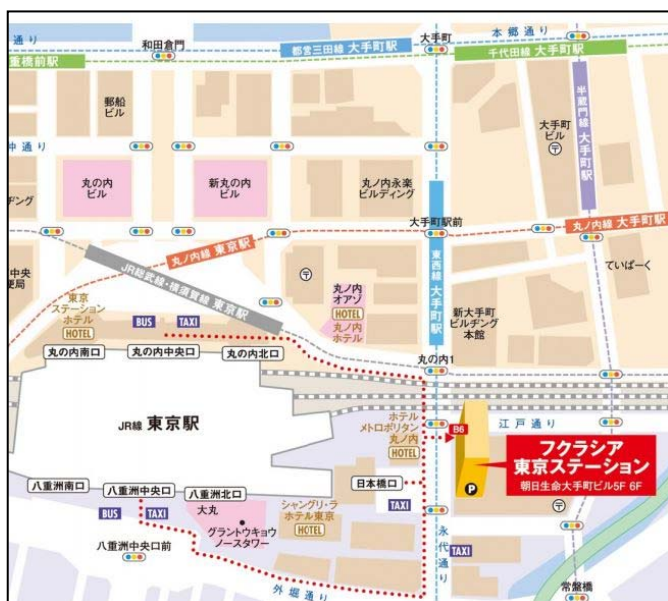 通り
和田倉門
都営三田線 大手町駅
大手町
本郷通り
千代田線 大手町駅
重橋前駅
郵船
ビル
半蔵門線 大手町駅
大手町
ビル
仲通り
丸の内
ビル
新丸の内
ビル
丸ノ内永楽
ビルディング
ヂング
大手町駅前
丸ノ内線 大手町駅
丸ノ内線 東京駅
東西線 大手町駅
JR総武線・横須賀線 東京駅
中央
便局
丸ノ内
オアゾ
HOTEL
丸ノ内
ホテル
ていぱーく
新大手町
ビルヂング
本館
東京
ステーション
ホテル
HOTEL
BUS
TAXI
丸の内南口
丸の内中央口
丸の内北口
丸の内1
JR線 東京駅
ホテル
メトロポリタン
丸ノ内
HOTEL
B6
江戸通り
フクラシア
東京ステーション
朝日生命大手町ビル5F 6F
P
八重洲南口
八重洲中央口
八重洲北口
日本橋口
TAXI
BUS
TAXI
大丸
グラントウキョウ
ノースタワー
シャングリ・ラ
ホテル東京
HOTEL
八重洲中央口前
外堀通り
永代通り
TAXI
常盤橋